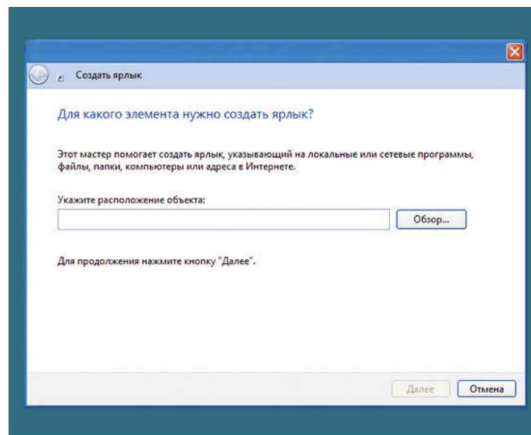 Создать ярлык
Для какого элемента нужно создать ярлык?
Этот мастер помогает создать ярлык, указывающий на локальные или сетевые программы,
файлы, папки, компьютеры или адреса в Интернете.
Укажите расположение объекта:
Обзор...
Для продолжения нажмите кнопку "Далее".
Далее
Отмена